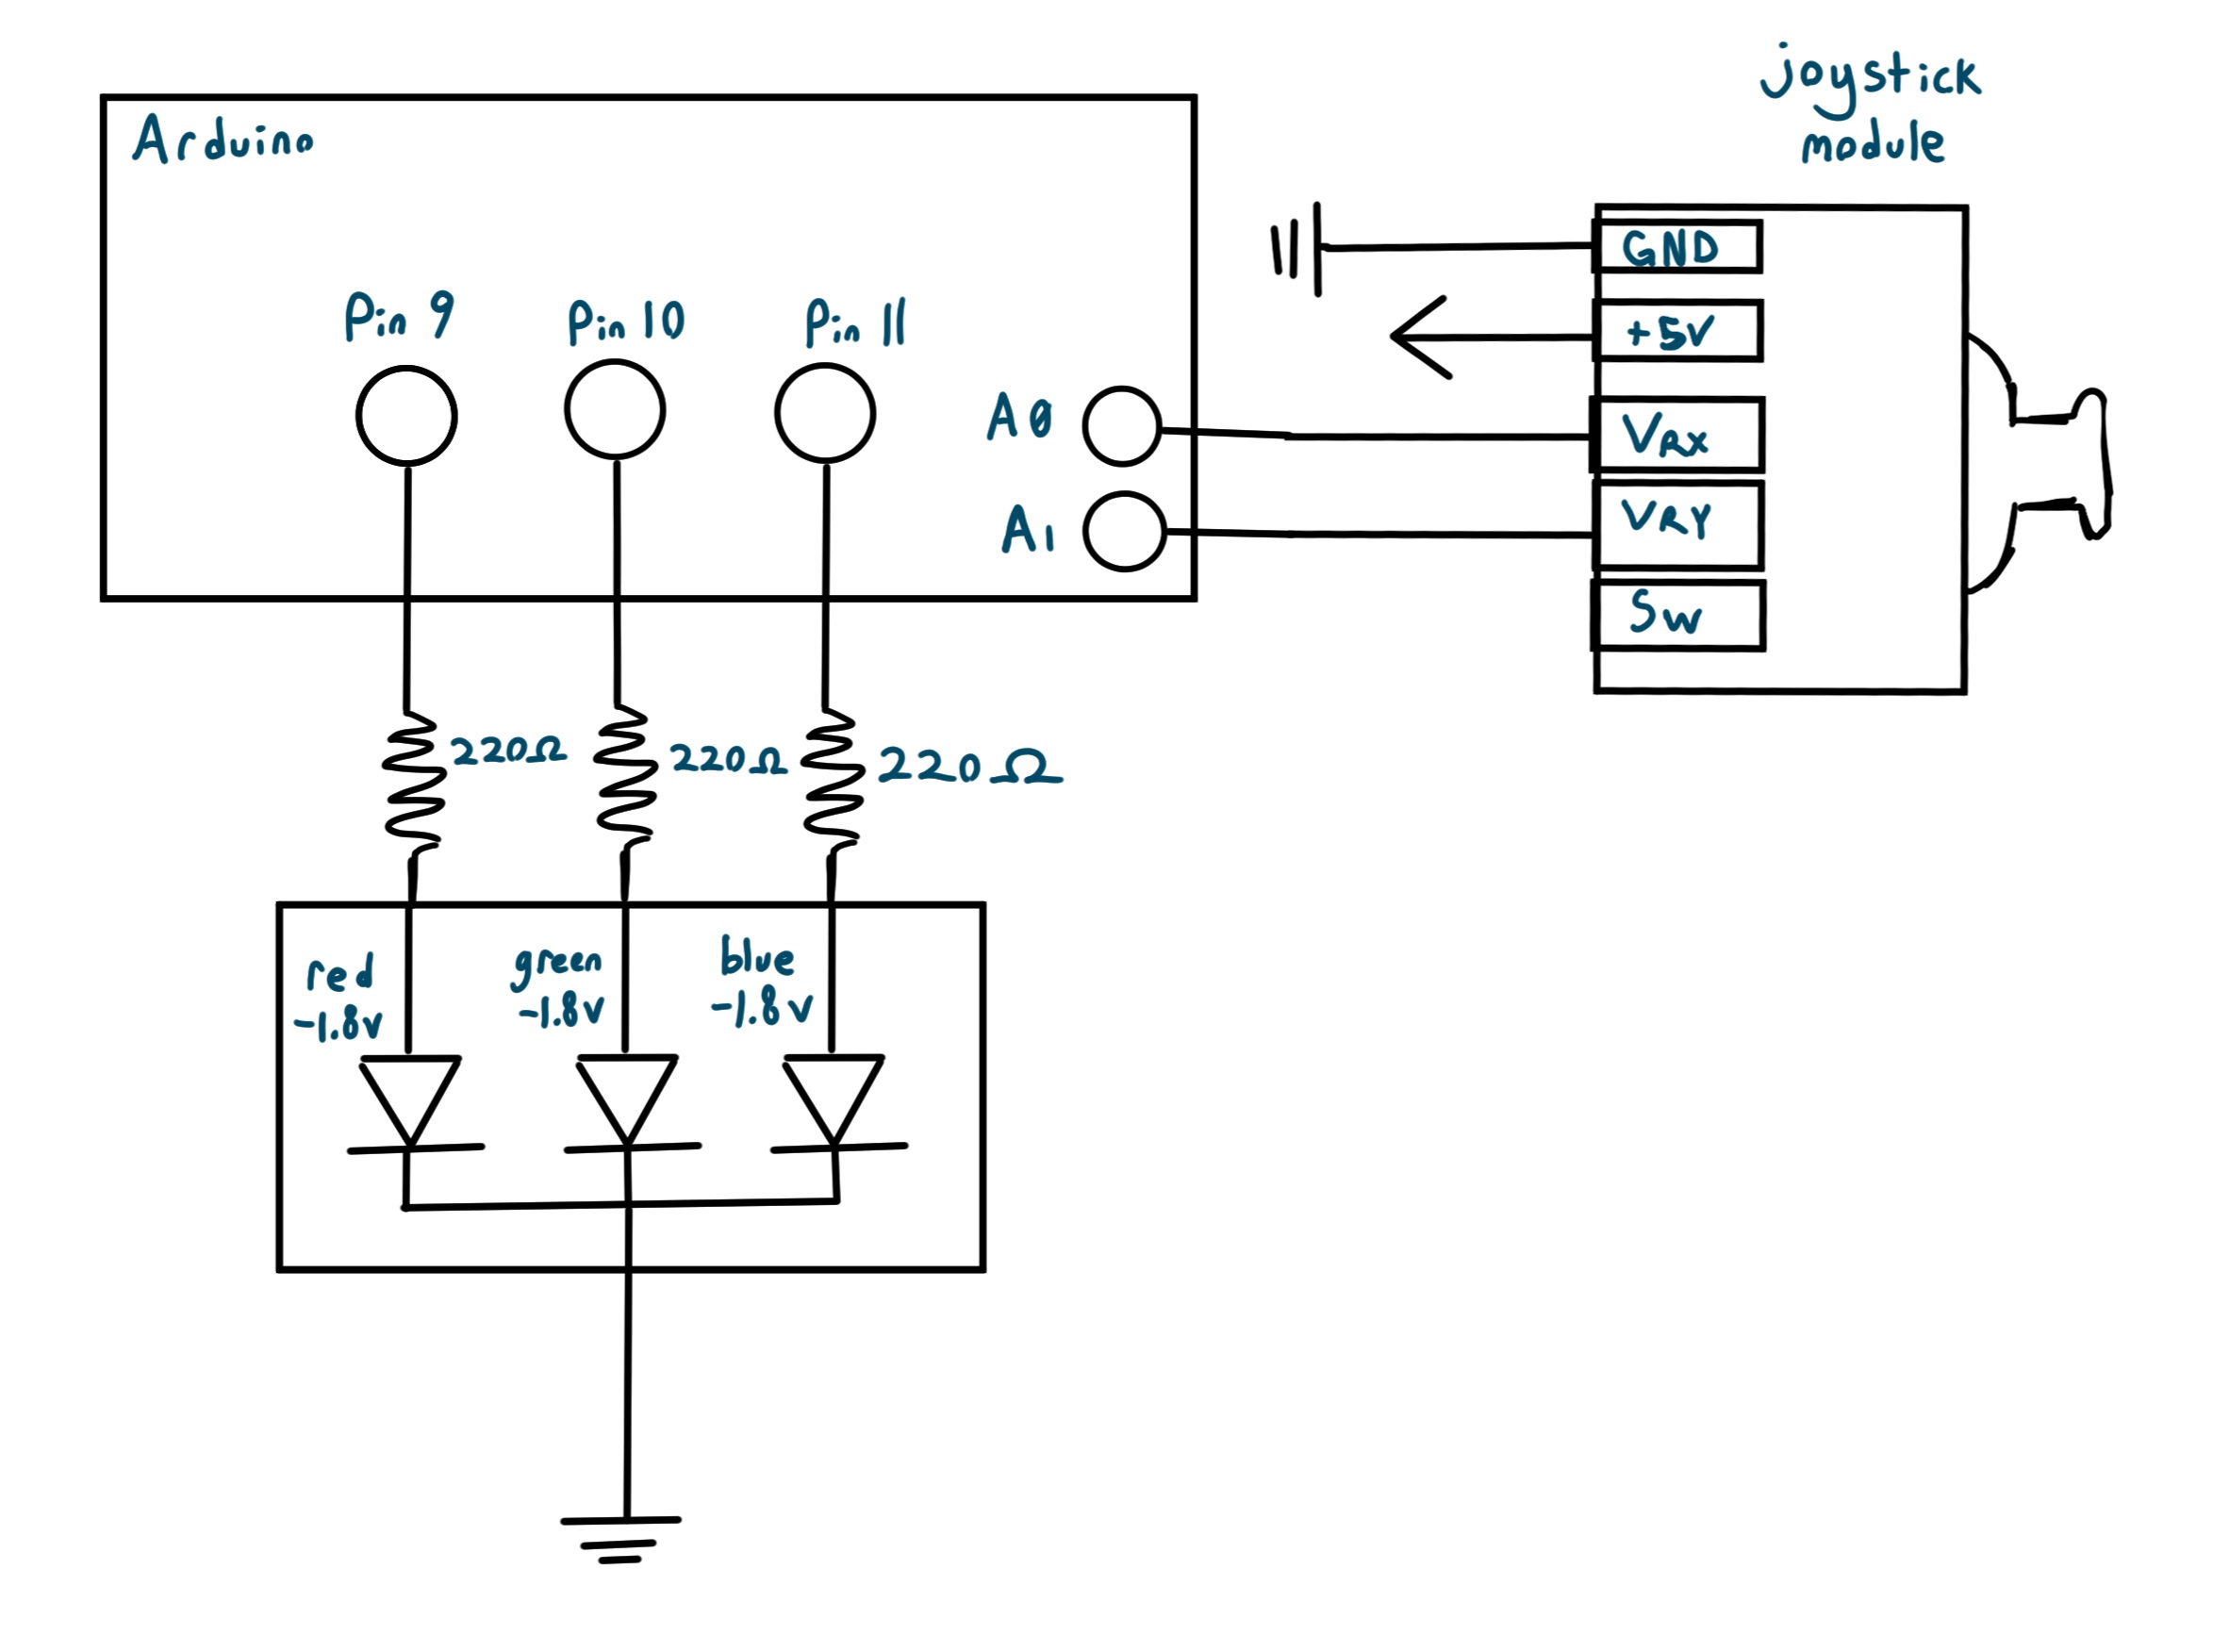 joystick
module
Arduino
GND
Pin 9
Pin 10
Pin 11
+5V
A0
VRX
A1
VRY
SW
220Ω
220Ω
220Ω
red
-1.8v
green
-1.8v
blue
-1.8v